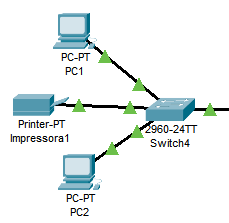 PC-PT
PC1
Printer-PT
Impressora1
2960-24TT
Switch4
PC-PT
PC2